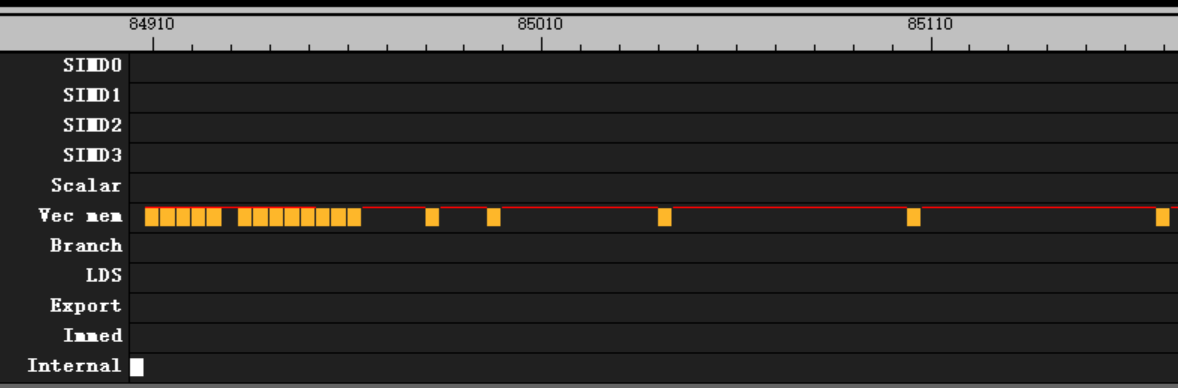 84910 85010 85110
SIMD0
SIMD1
SIMD2
SIMD3
Scalar
Vec mem
Branch
LDS
Export
Immed
Internal